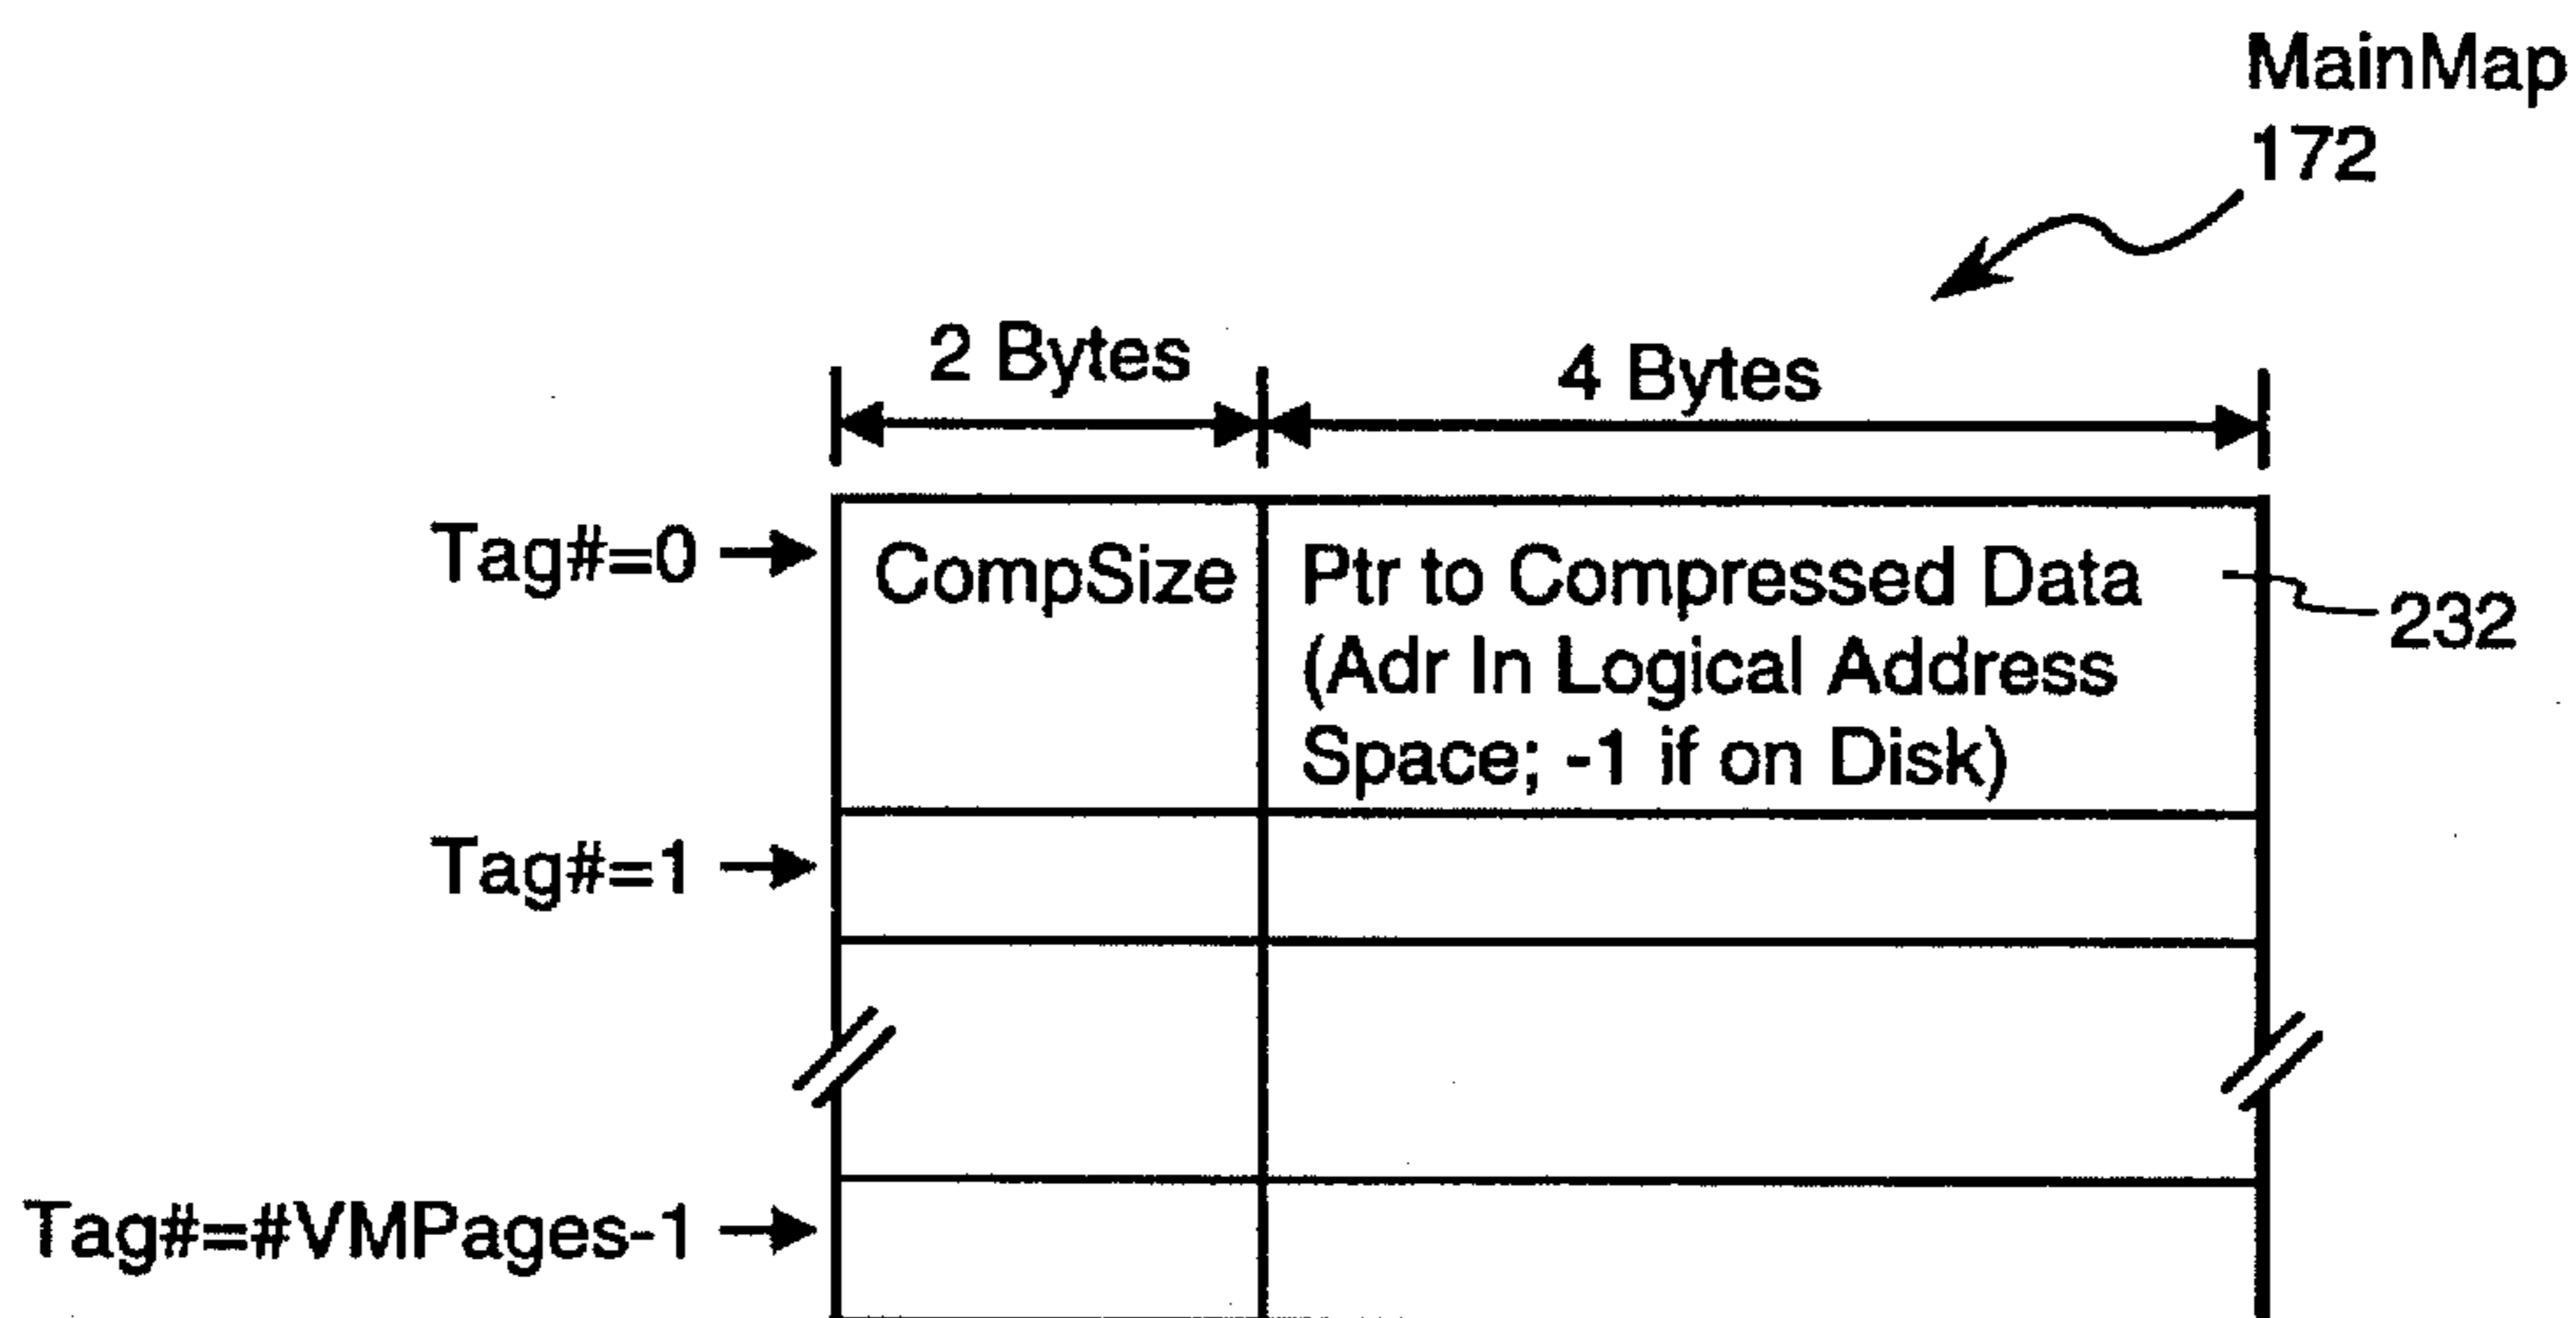 MainMap
172
2 Bytes
4 Bytes
Tag#=0
CompSize
Ptr to Compressed Data
(Adr In Logical Address
Space; -1 if on Disk)
232
Tag#=1
Tag#=#VMPages-1